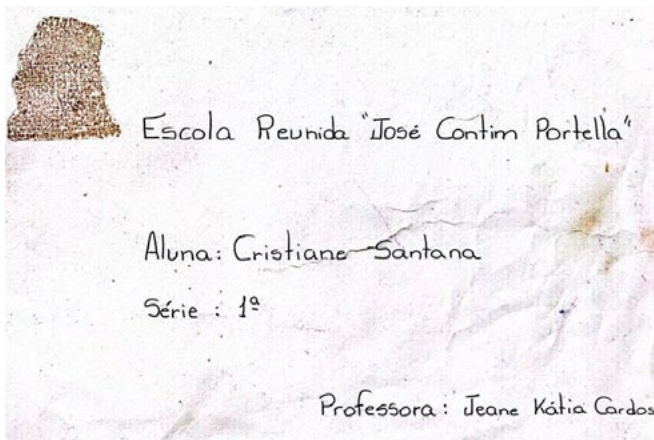 Escola Reunida "José Contim Portella"
Aluna: Cristiane Santana
Série : 1ª
Professora : Jeane Kátia Cardos